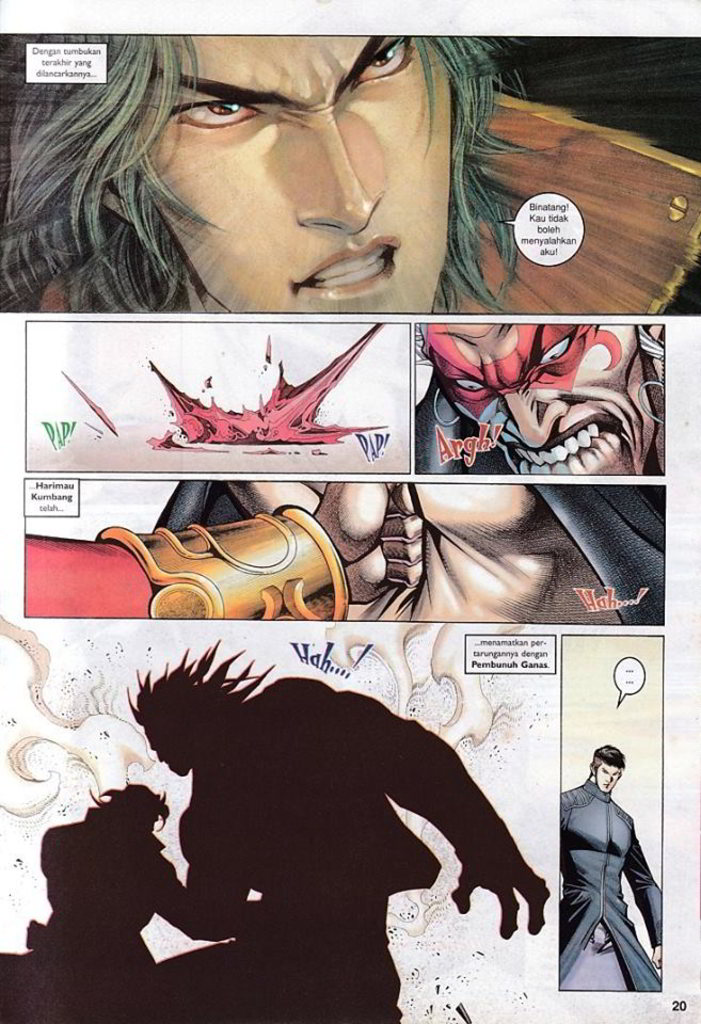 Dengan tumbukan
terakhir yang
dilancarkannya...
Binatang!
Kau tidak
boleh
menyalahkan
aku!
PAP!
PAP!
Argh!
...Harimau
Kumbang
telah...
Hah....!
Hah....!
...menamatkan per-
tarungannya dengan
Pembunuh Ganas.
...
...
20